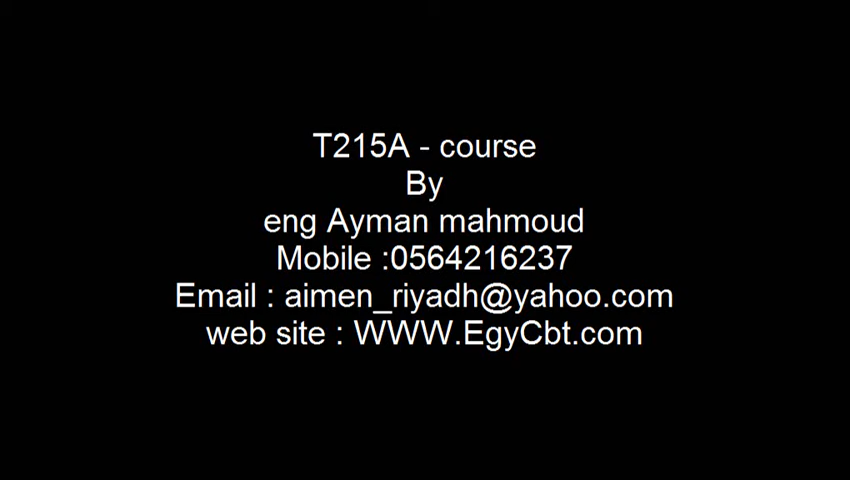 T215A - course
By
eng Ayman mahmoud
Mobile :0564216237
Email : aimen_riyadh@yahoo.com
web site : WWW.EgyCbt.com